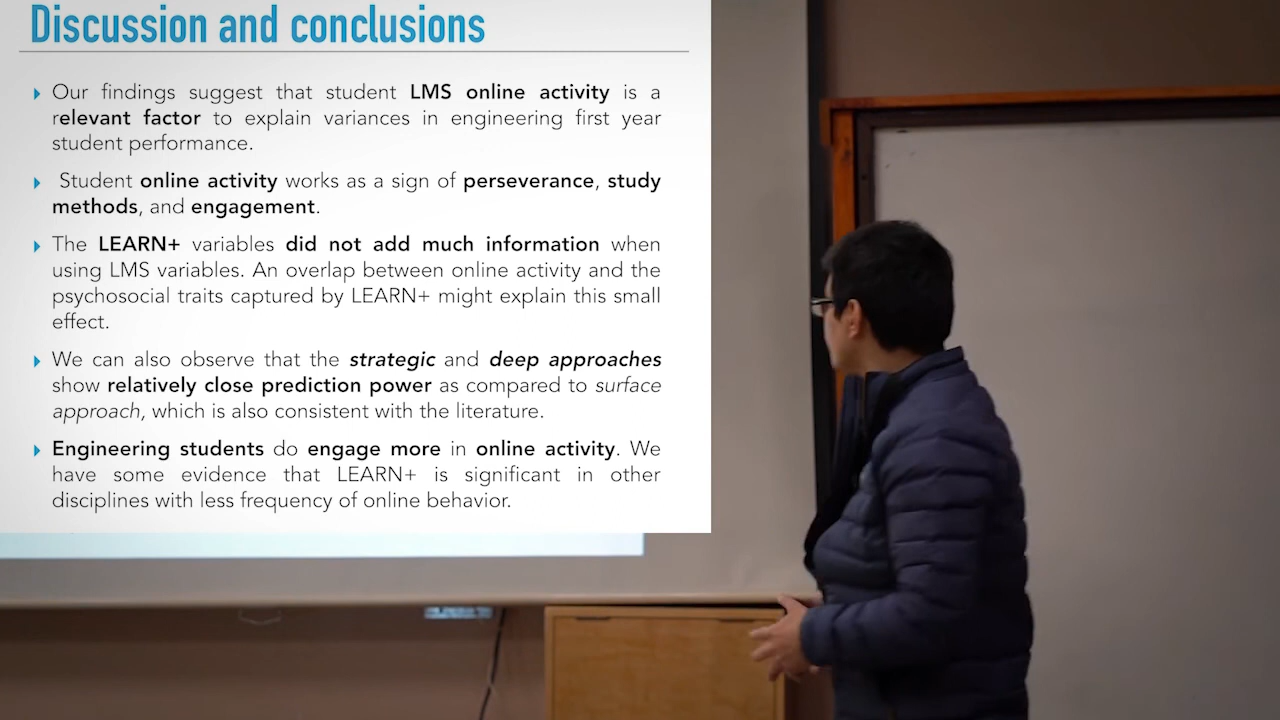 Discussion and conclusions
Our findings suggest that student LMS online activity is a
relevant factor to explain variances in engineering first year
student performance.
Student online activity works as a sign of perseverance, study
methods, and engagement.
The LEARN+ variables did not add much information when
using LMS variables. An overlap between online activity and the
psychosocial traits captured by LEARN+ might explain this small
effect.
We can also observe that the strategic and deep approaches
show relatively close prediction power as compared to surface
approach, which is also consistent with the literature.
Engineering students do engage more in online activity. We
have some evidence that LEARN+ is significant in other
disciplines with less frequency of online behavior.